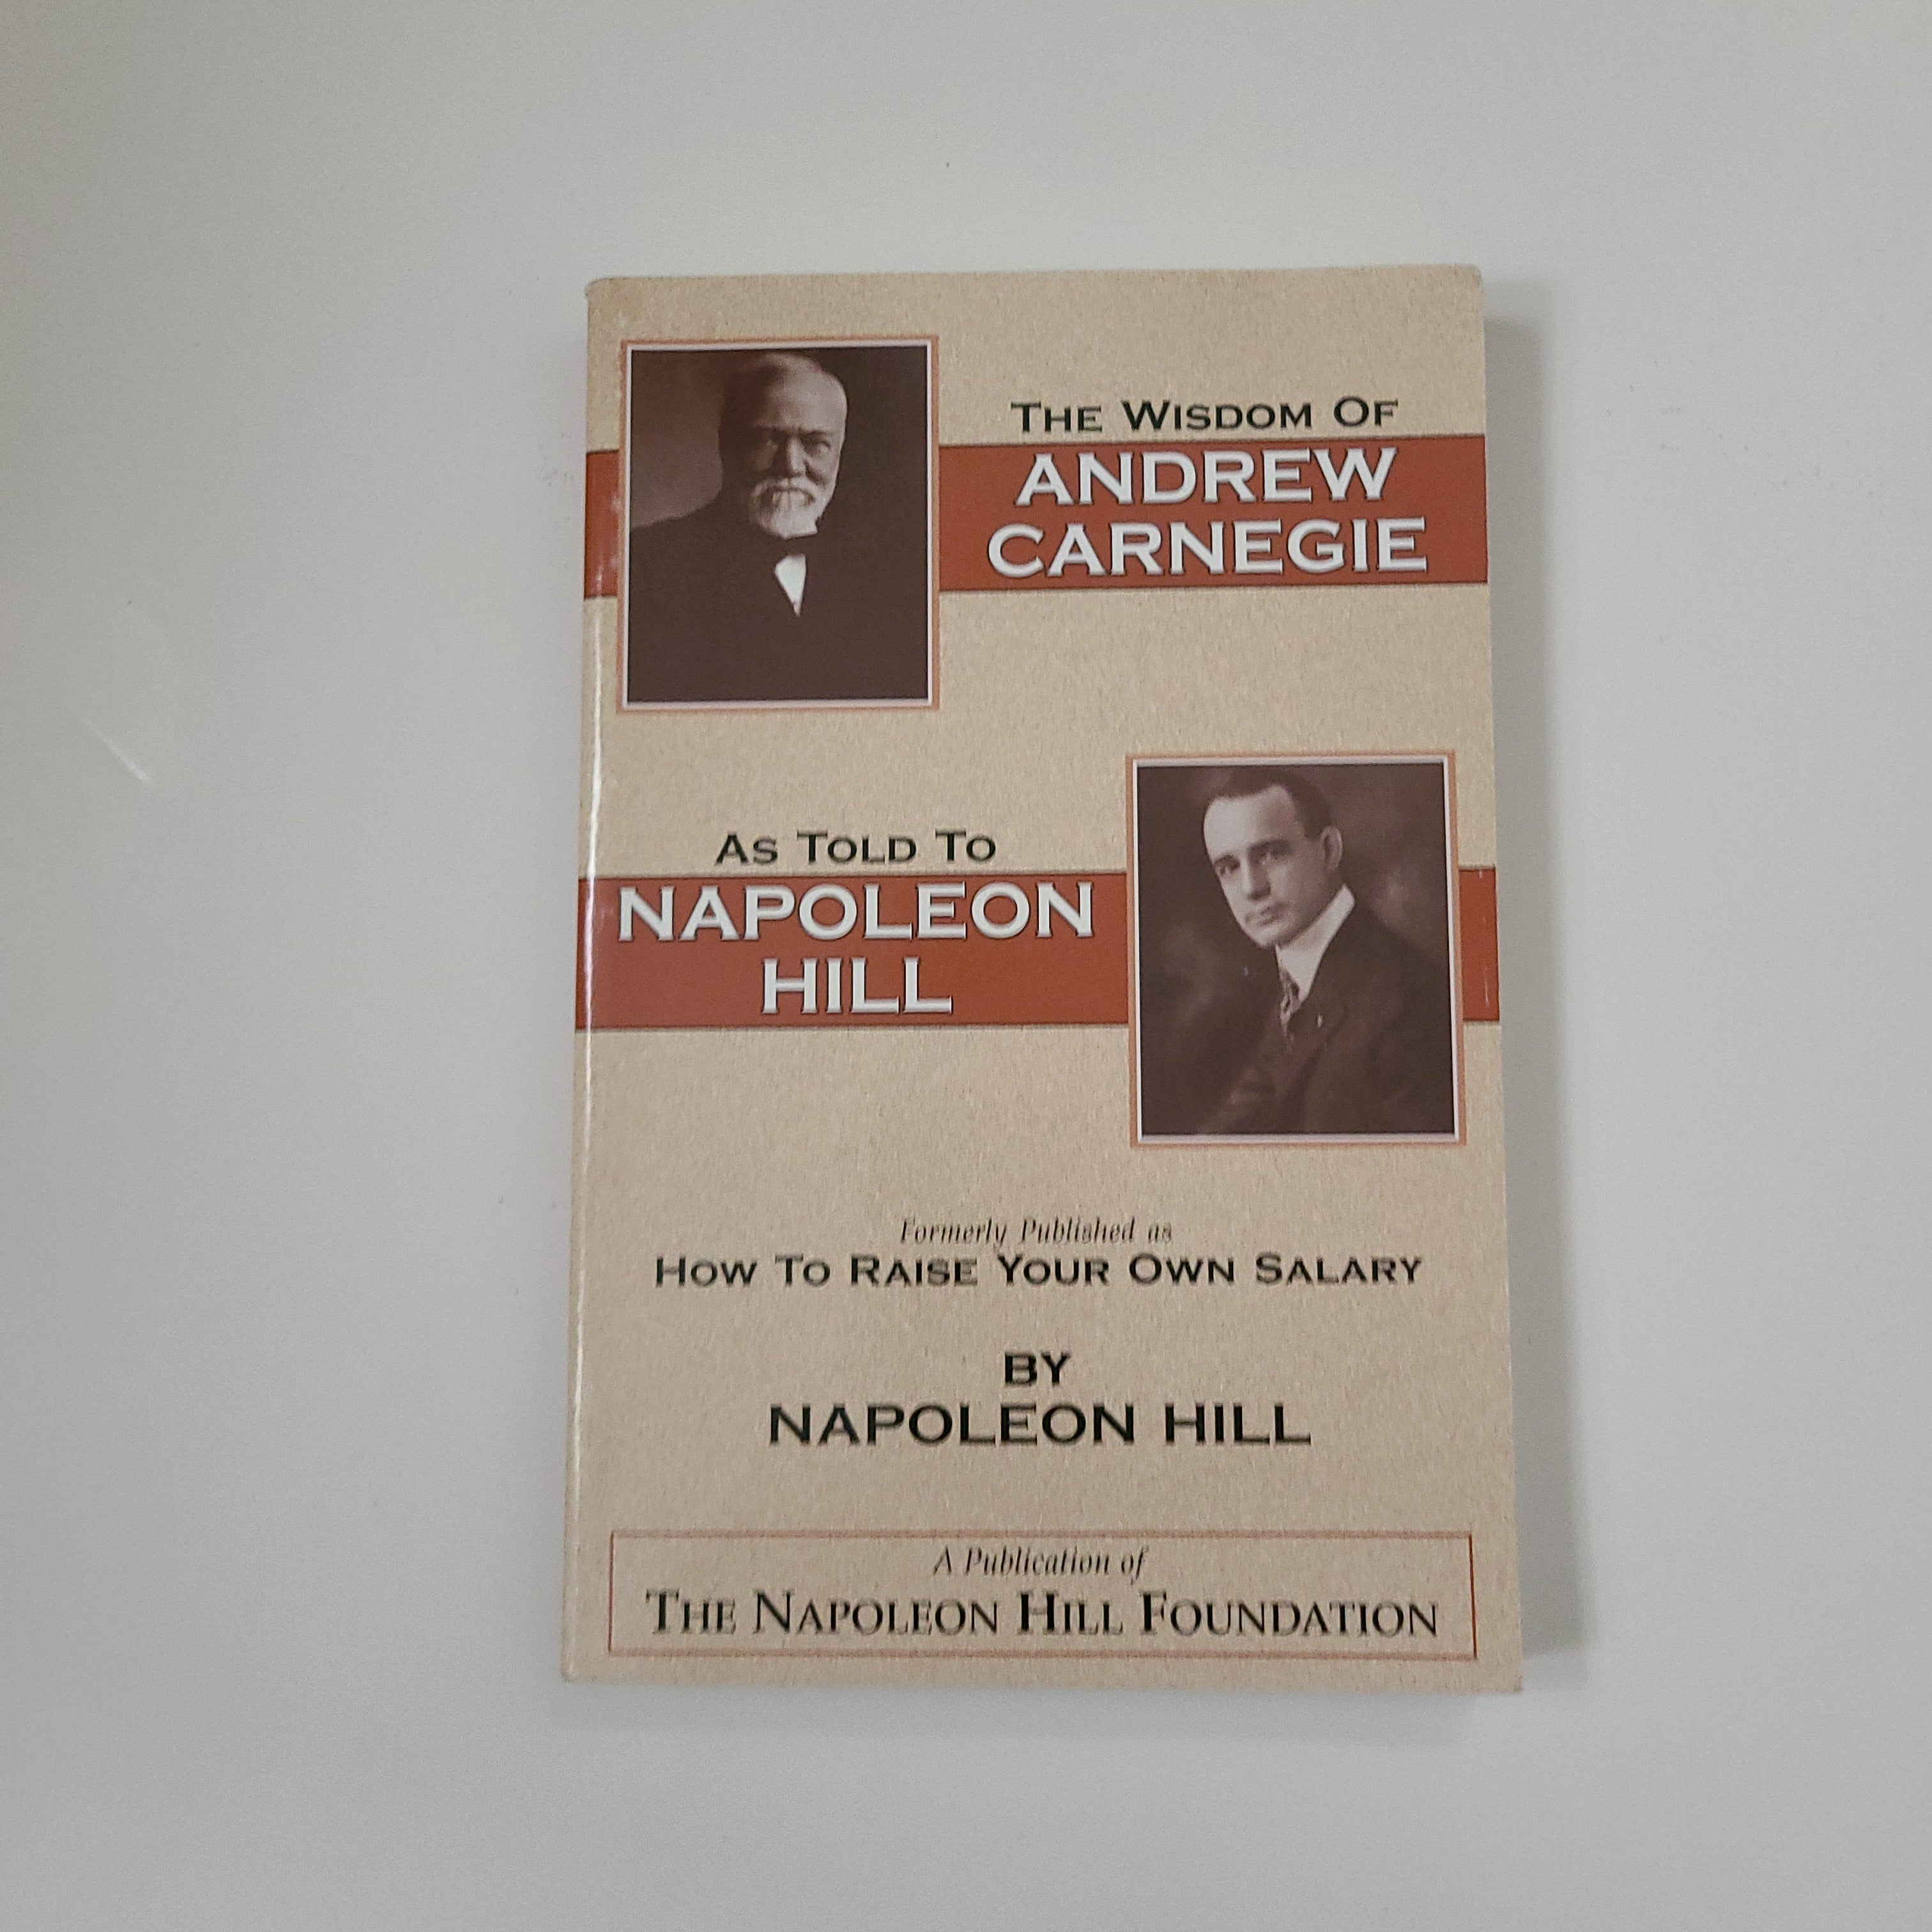 The Wisdom Of
ANDREW
CARNEGIE
As Told To
NAPOLEON
HILL
Formerly Published as
How To Raise Your Own Salary
BY
NAPOLEON HILL
A Publication of
The Napoleon Hill Foundation